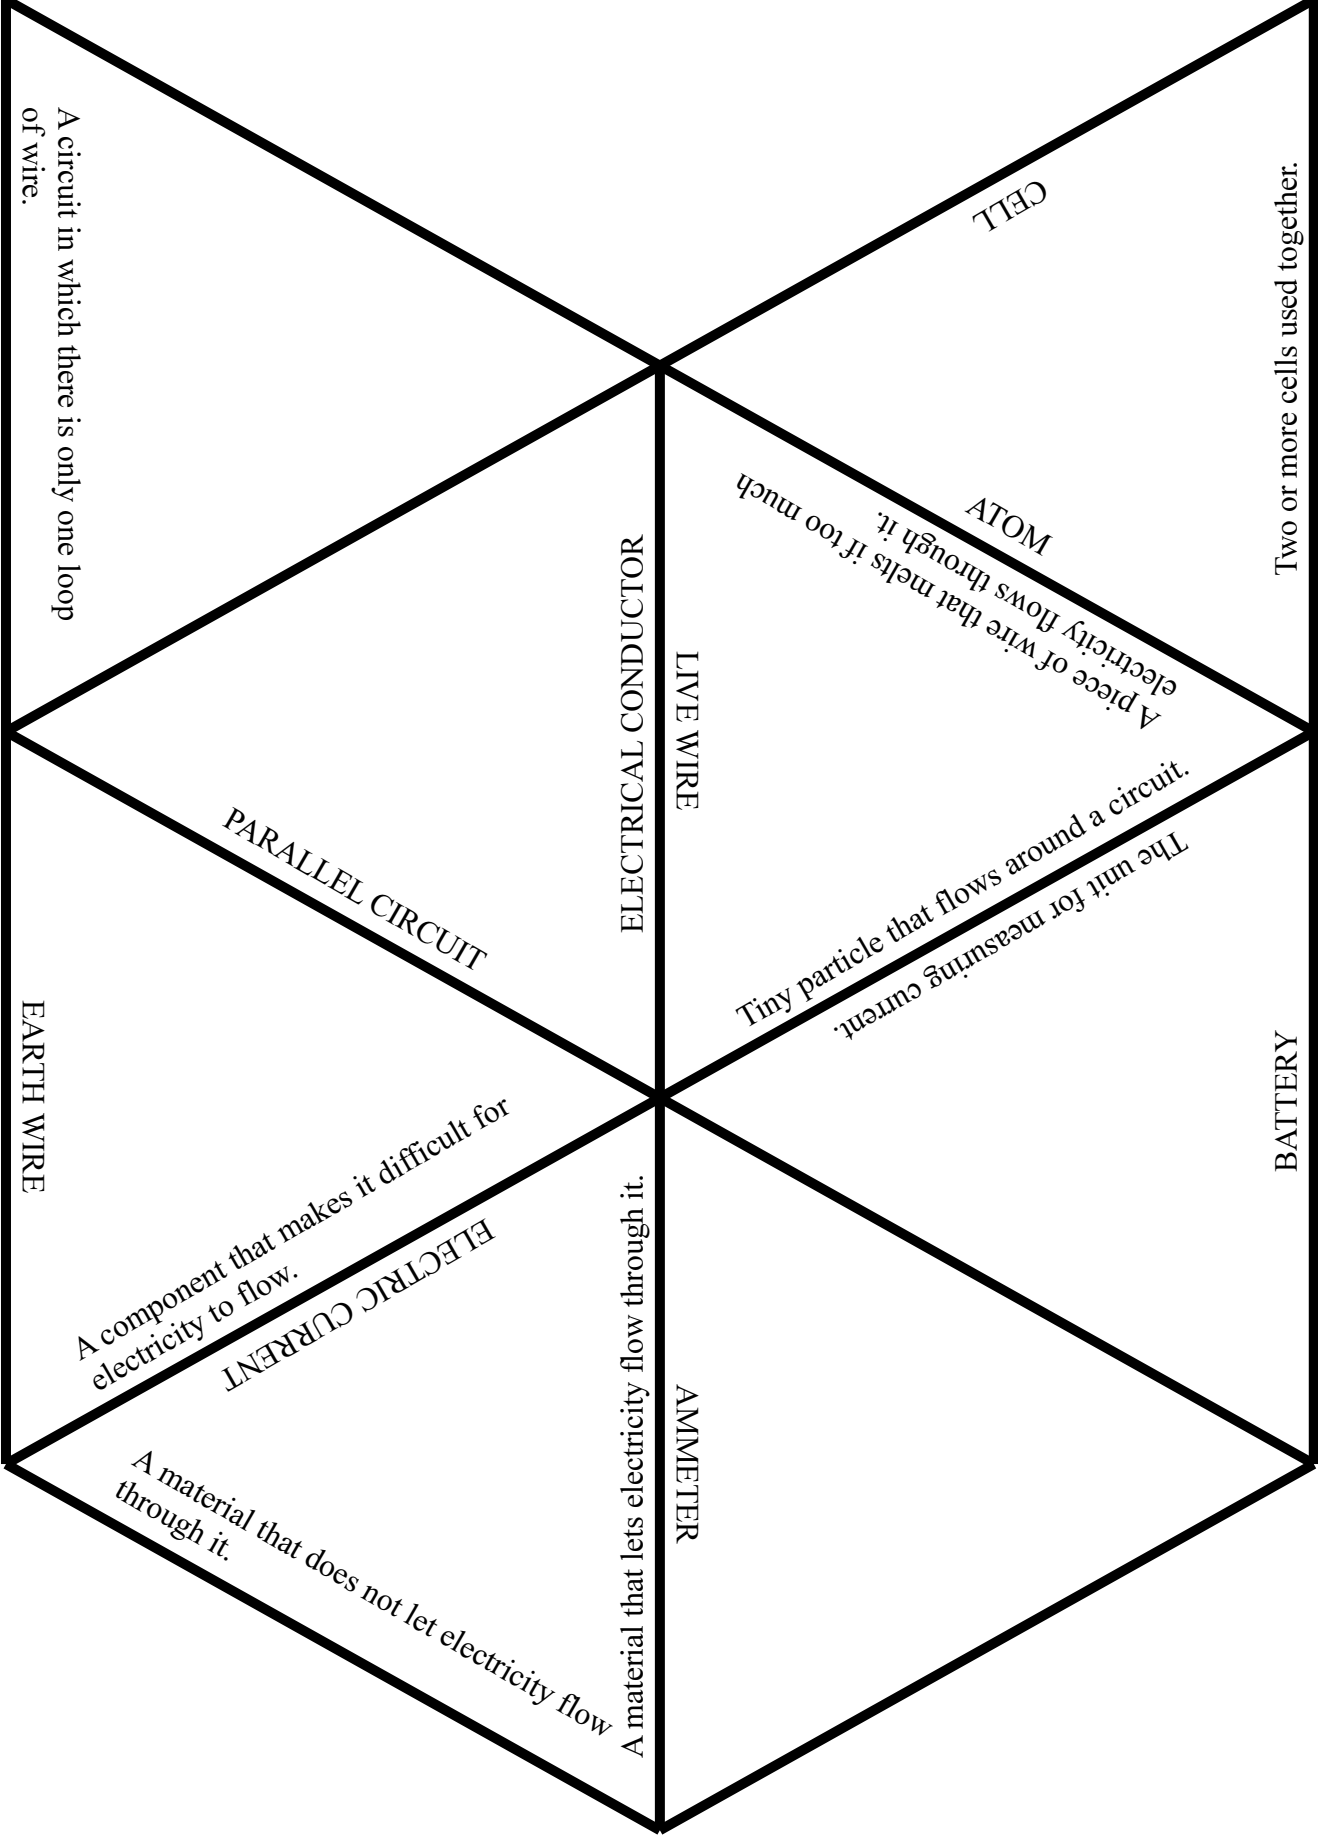 A circuit in which there is only one loop
of wire.
CELL
Two or more cells used together.
ATOM
A piece of wire that melts if too much
electricity flows through it.
ELECTRICAL CONDUCTOR
LIVE WIRE
Tiny particle that flows around a circuit.
The unit for measuring current.
PARALLEL CIRCUIT
EARTH WIRE
BATTERY
A component that makes it difficult for
electricity to flow.
ELECTRIC CURRENT
A material that lets electricity flow through it.
AMMETER
A material that does not let electricity flow
through it.